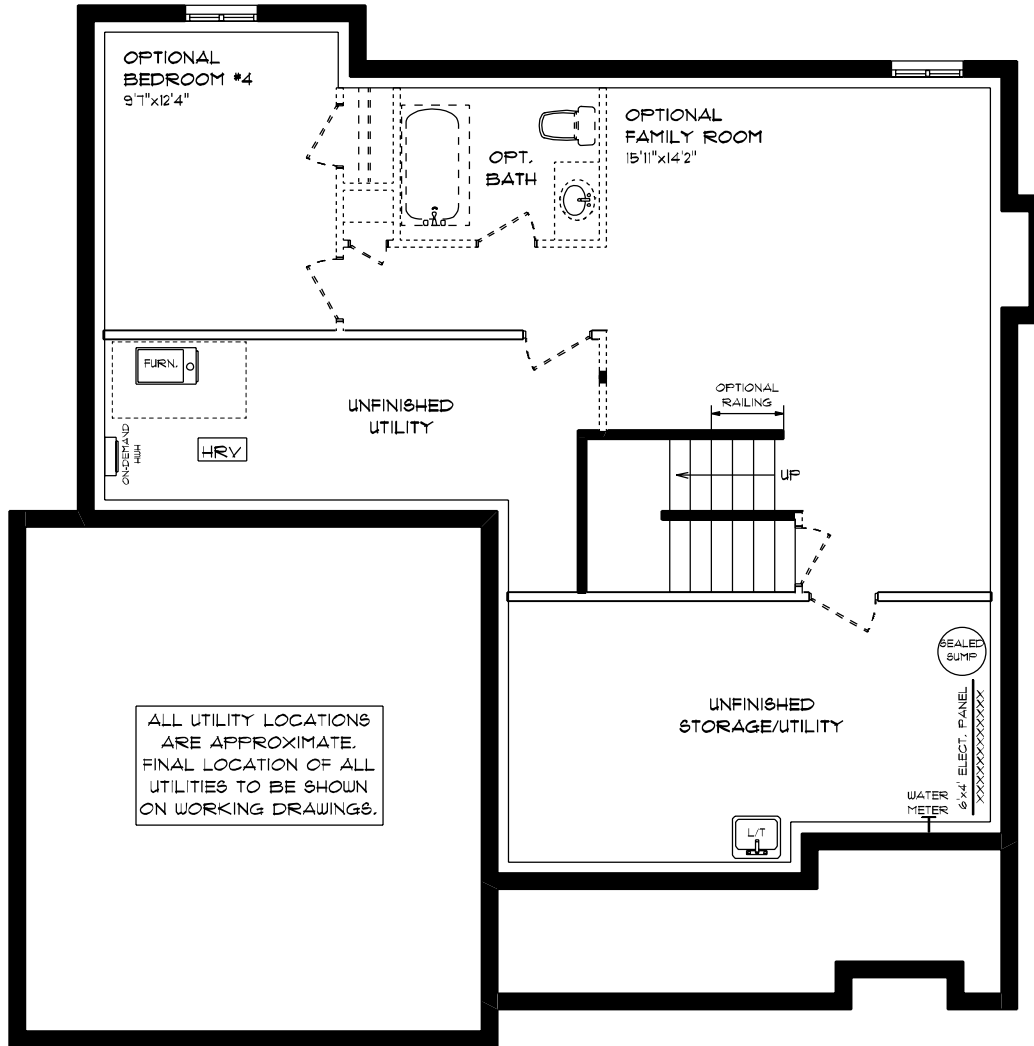 OPTIONAL
BEDROOM #4
9'7"x12'4"
OPT.
BATH
OPTIONAL
FAMILY ROOM
15'11"x14'2"
FURN.
ON-DEMAND
HWH
HRV
UNFINISHED
UTILITY
OPTIONAL
RAILING
UP
SEALED
SUMP
UNFINISHED
STORAGE/UTILITY
6'x4' ELECT. PANEL
XXXXXXXXXXXX
WATER
METER
L/T
ALL UTILITY LOCATIONS
ARE APPROXIMATE.
FINAL LOCATION OF ALL
UTILITIES TO BE SHOWN
ON WORKING DRAWINGS.